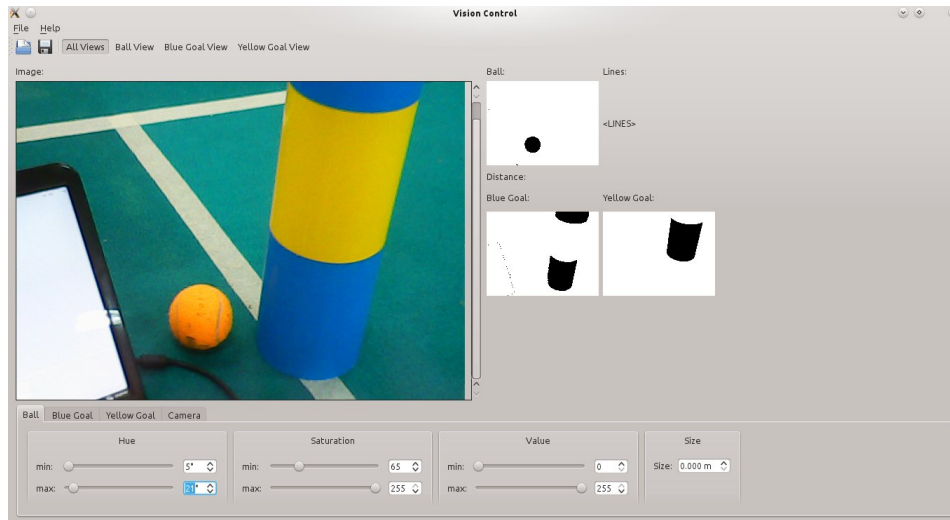 Vision Control
File Help
All Views Ball View Blue Goal View Yellow Goal View
Image:
Ball:
Lines:
<LINES>
Distance:
Blue Goal:
Yellow Goal:
Ball Blue Goal Yellow Goal Camera
Hue
min: 5°
max: 21°
Saturation
min: 65
max: 255
Value
min: 0
max: 255
Size
Size: 0.000 m